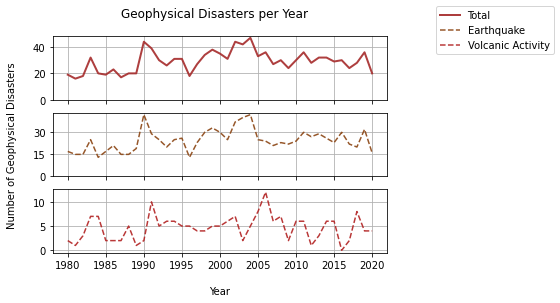 Geophysical Disasters per Year
Total
Earthquake
Volcanic Activity
Number of Geophysical Disasters
40
20
0
30
15
0
10
5
0
1980 1985 1990 1995 2000 2005 2010 2015 2020
Year